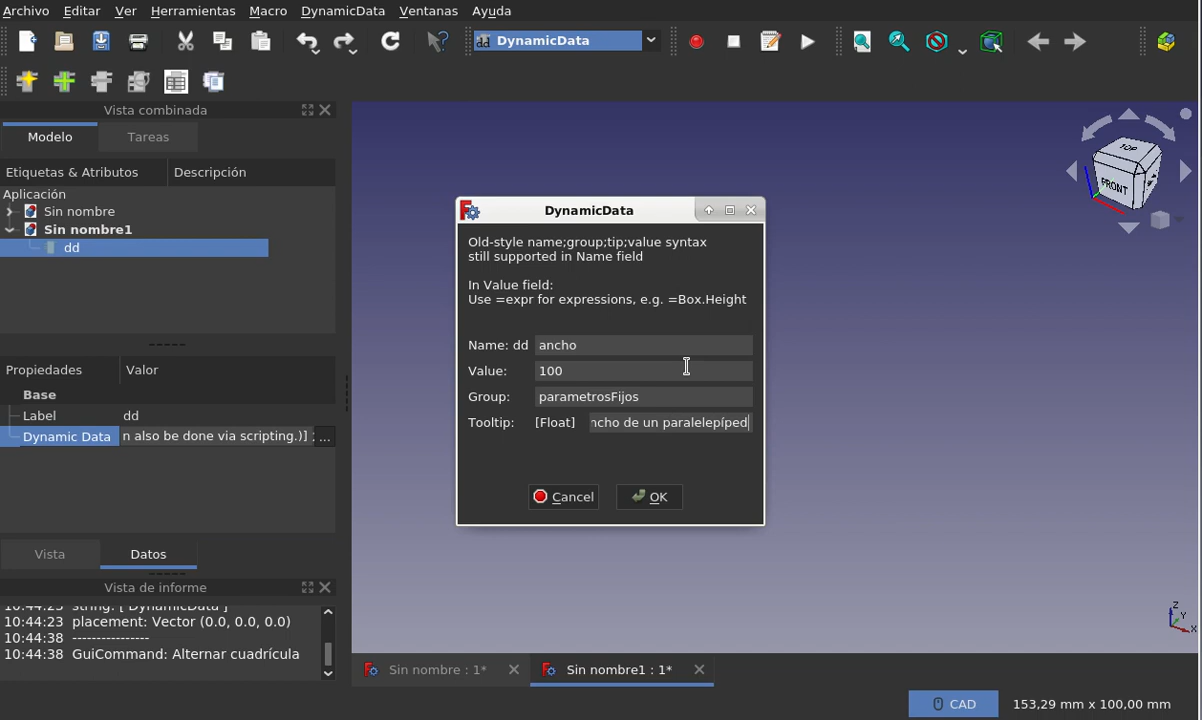 Archivo Editar Ver Herramientas Macro DynamicData Ventanas Ayuda
DynamicData
Vista combinada
Modelo Tareas
Etiquetas & Atributos Descripción
Aplicación
Sin nombre
Sin nombre1
dd
Propiedades Valor
Base
Label dd
Dynamic Data n also be done via scripting.)] ...
Vista Datos
Vista de informe
10:44:23 string: [ DynamicData ]
10:44:23 placement: Vector (0.0, 0.0, 0.0)
10:44:38 ----------------
10:44:38 GuiCommand: Alternar cuadrícula
TOP
FRONT
DynamicData
Old-style name;group;tip;value syntax
still supported in Name field
In Value field:
Use =expr for expressions, e.g. =Box.Height
Name: dd ancho
Value: 100
Group: parametrosFijos
Tooltip: [Float] ncho de un paralelepíped
Cancel OK
Z
Y
X
Sin nombre : 1* Sin nombre1 : 1*
CAD 153,29 mm x 100,00 mm